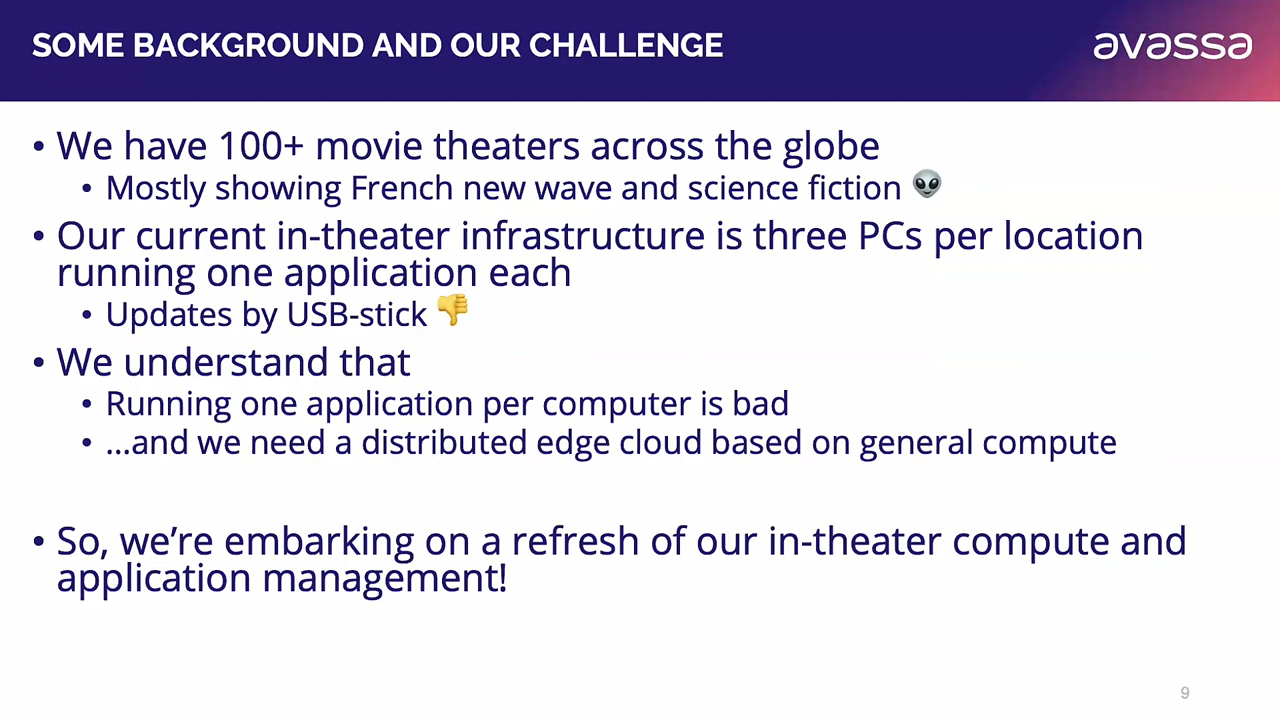 SOME BACKGROUND AND OUR CHALLENGE
avassa
• We have 100+ movie theaters across the globe
• Mostly showing French new wave and science fiction 👽
• Our current in-theater infrastructure is three PCs per location
running one application each
• Updates by USB-stick 👎
• We understand that
• Running one application per computer is bad
• ...and we need a distributed edge cloud based on general compute
• So, we’re embarking on a refresh of our in-theater compute and
application management!
9